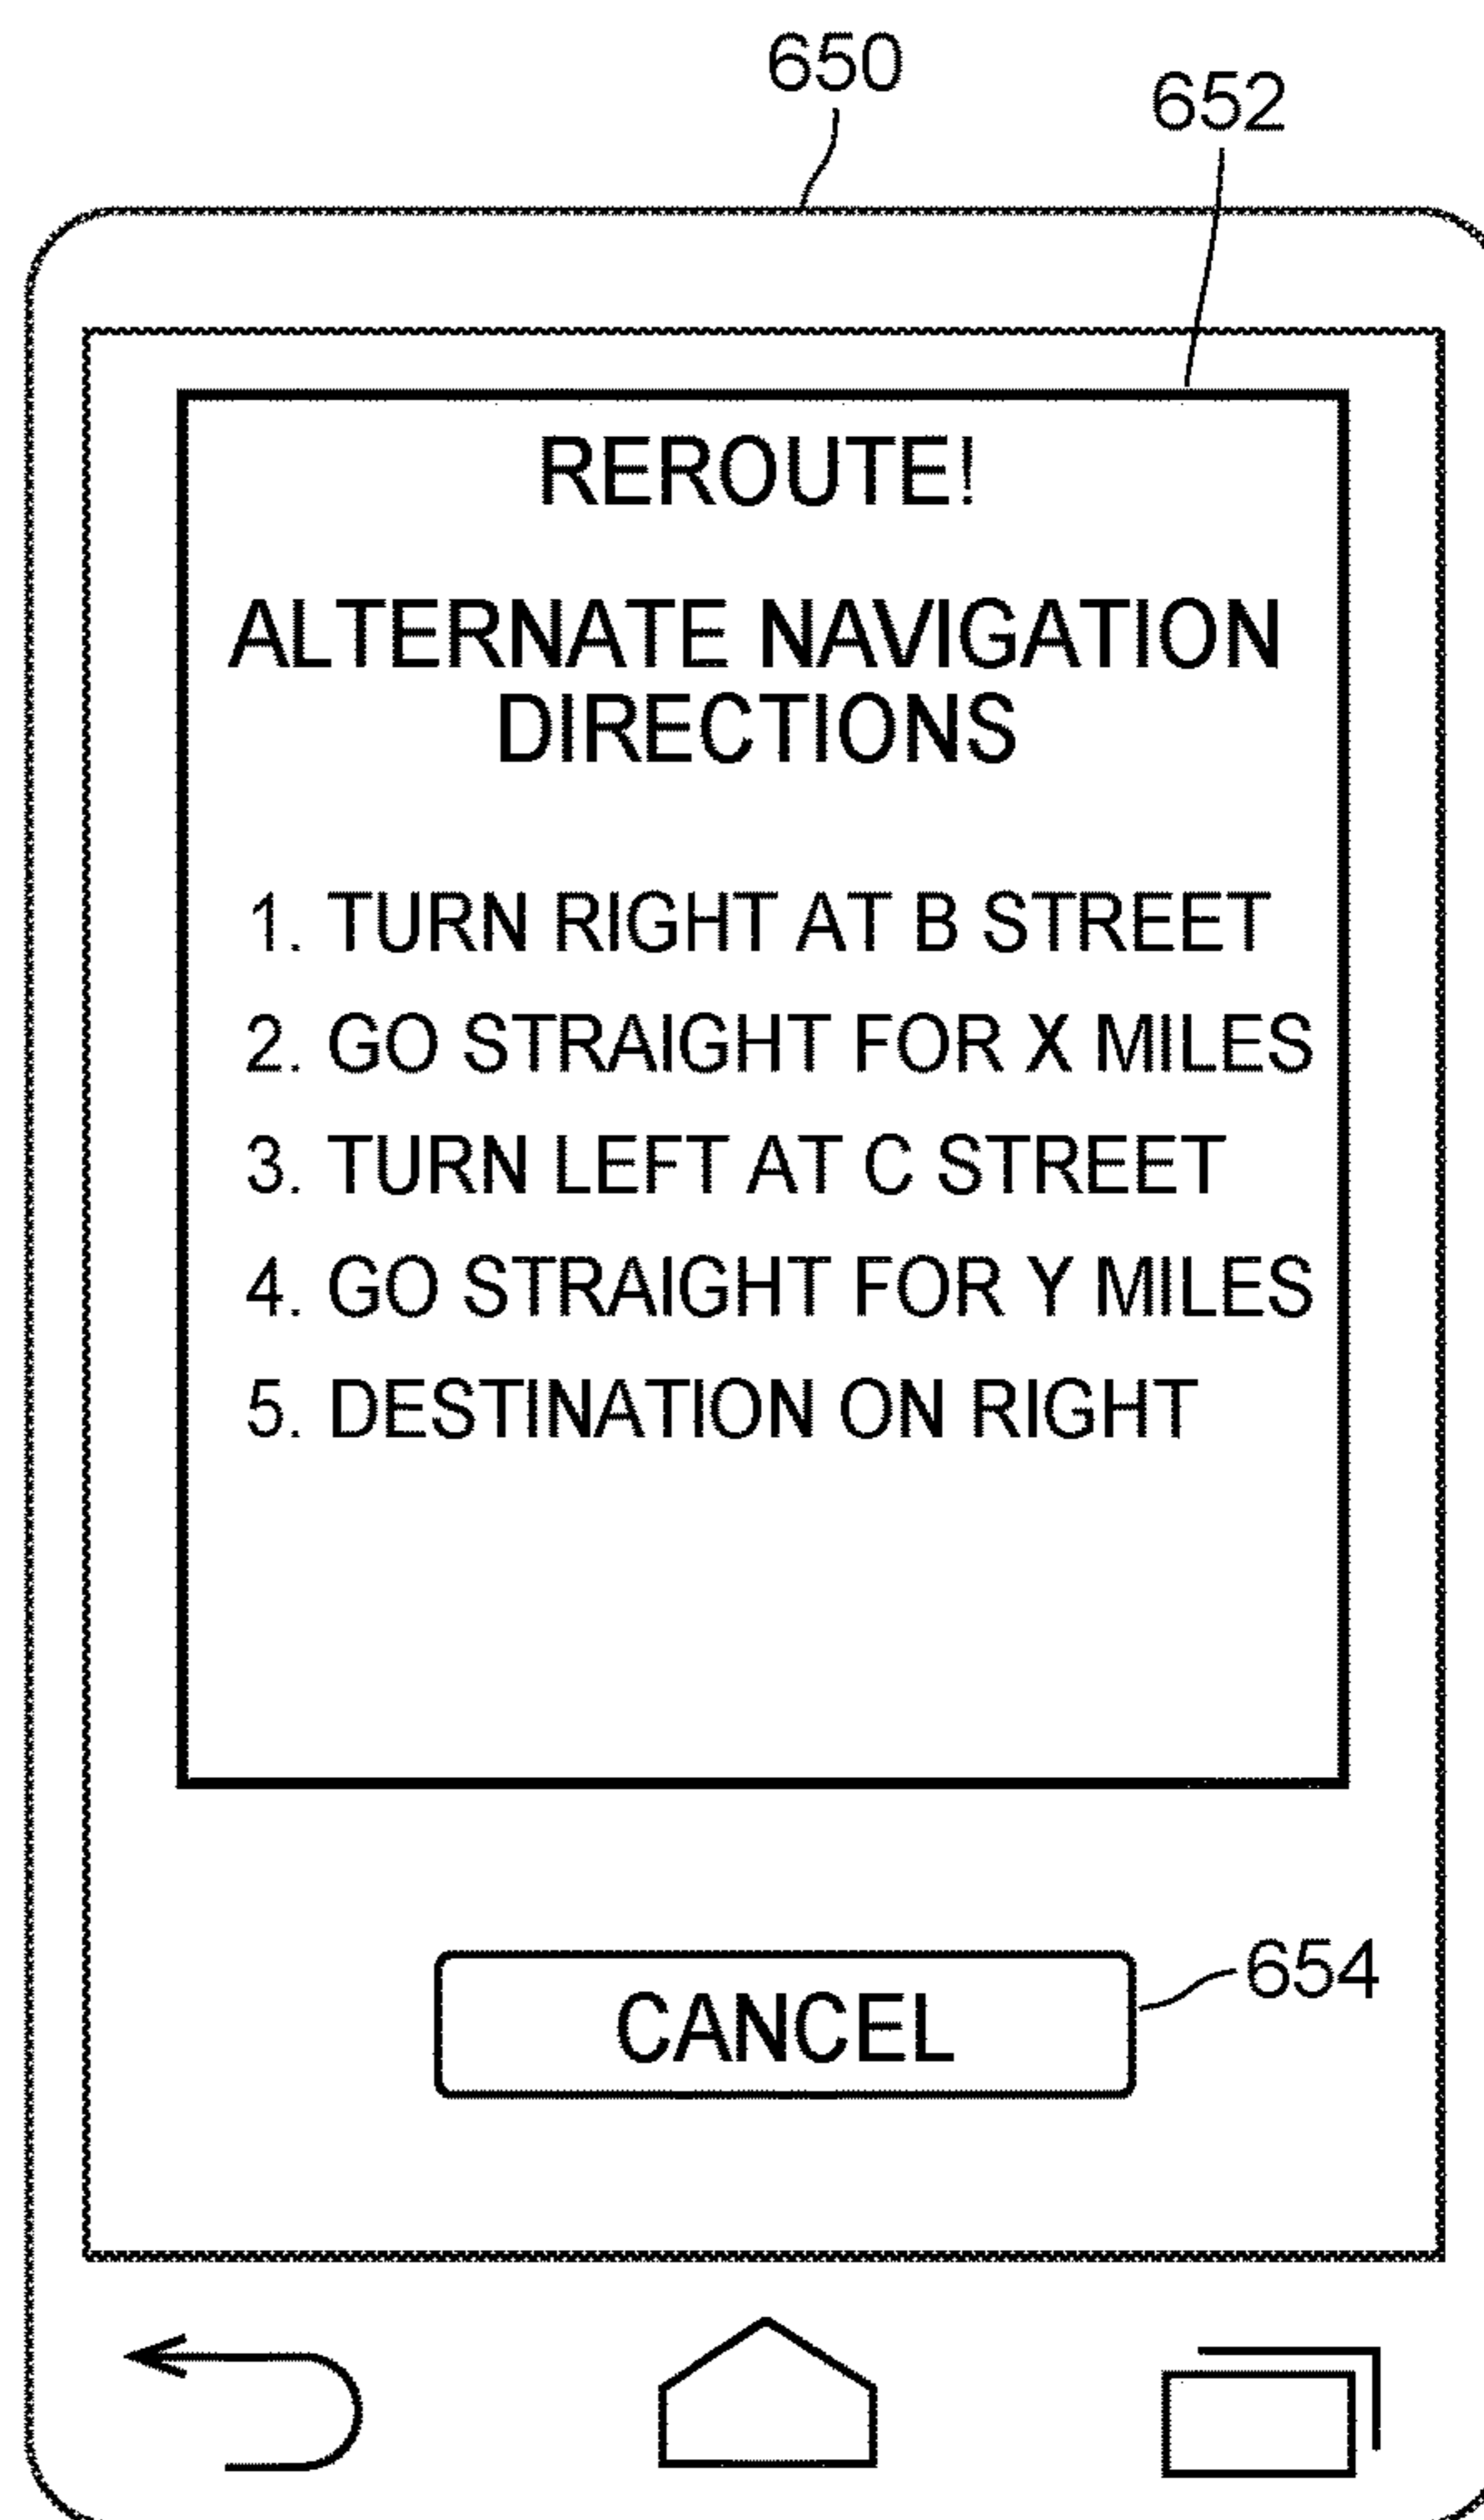 650
652
REROUTE!
ALTERNATE NAVIGATION
DIRECTIONS
1. TURN RIGHT AT B STREET
2. GO STRAIGHT FOR X MILES
3. TURN LEFT AT C STREET
4. GO STRAIGHT FOR Y MILES
5. DESTINATION ON RIGHT
CANCEL
654